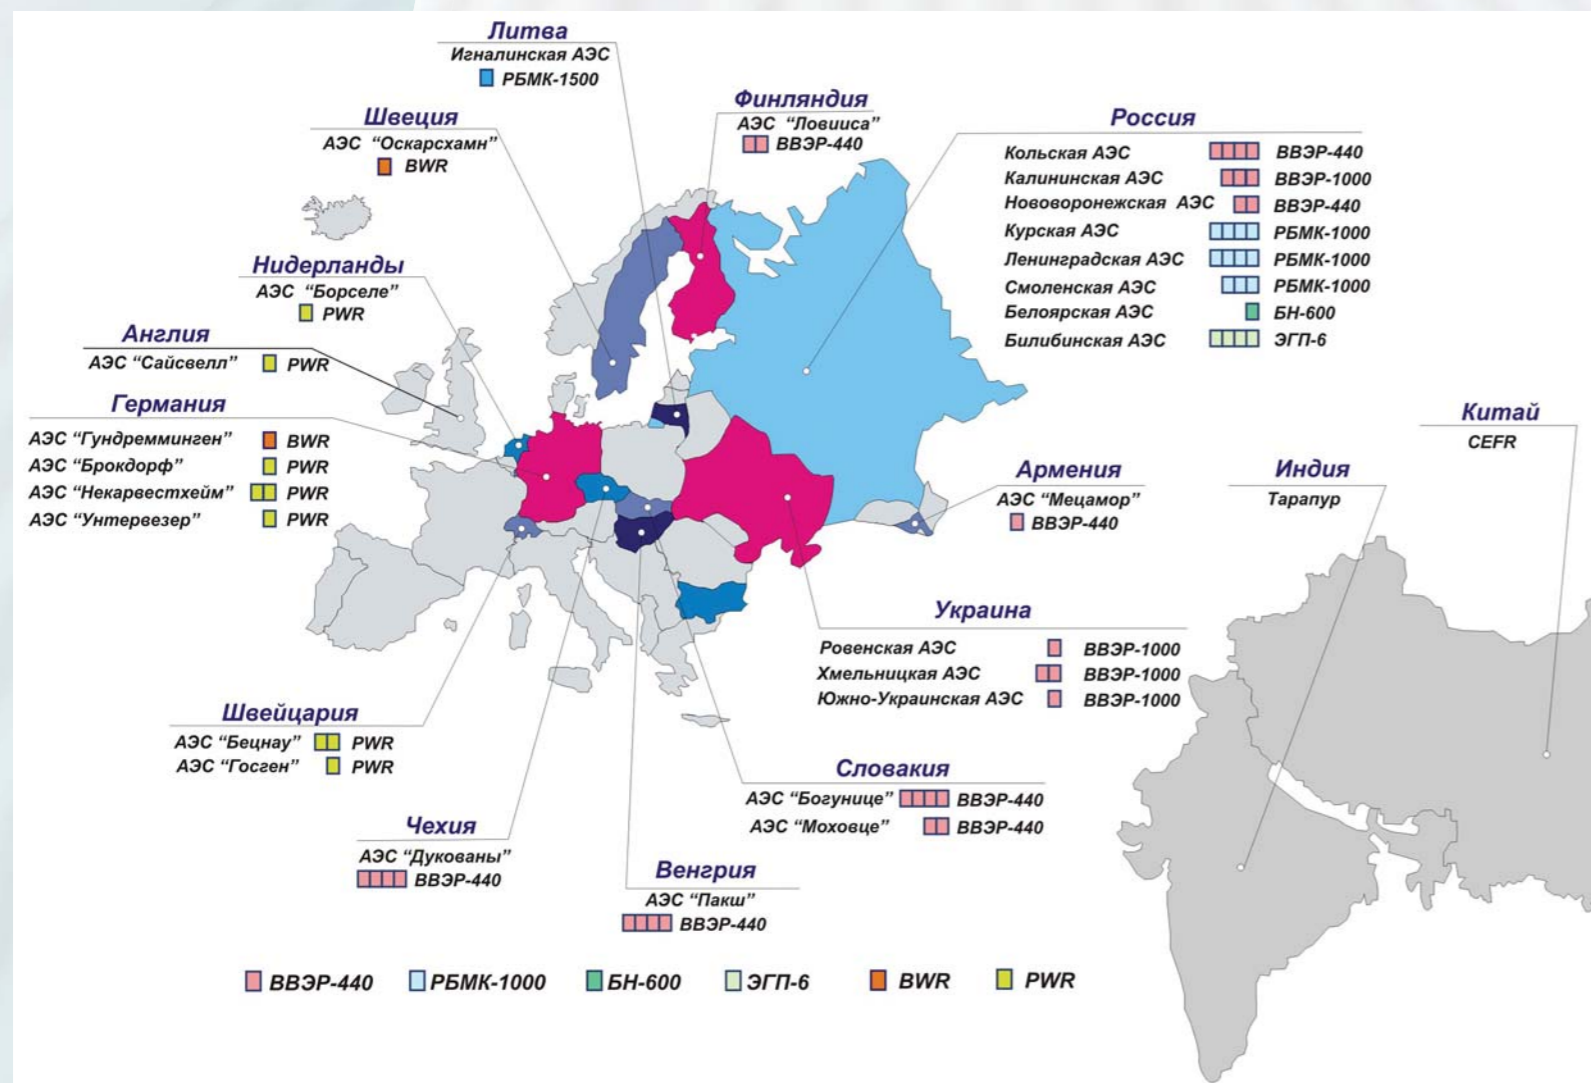 Литва
Игналинская АЭС
РБМК-1500
Швеция
АЭС “Оскарсхамн”
BWR
Финляндия
АЭС “Ловииса”
ВВЭР-440
Россия
Кольская АЭС ВВЭР-440
Калининская АЭС ВВЭР-1000
Нововоронежская АЭС ВВЭР-440
Курская АЭС РБМК-1000
Ленинградская АЭС РБМК-1000
Смоленская АЭС РБМК-1000
Белоярская АЭС БН-600
Билибинская АЭС ЭГП-6
Нидерланды
АЭС “Борселе”
PWR
Англия
АЭС “Сайсвелл” PWR
Германия
АЭС “Гундремминген” BWR
АЭС “Брокдорф” PWR
АЭС “Некарвестхейм” PWR
АЭС “Унтервезер” PWR
Китай
CEFR
Индия
Тарапур
Армения
АЭС “Мецамор”
ВВЭР-440
Украина
Ровенская АЭС ВВЭР-1000
Хмельницкая АЭС ВВЭР-1000
Южно-Украинская АЭС ВВЭР-1000
Швейцария
АЭС “Бецнау” PWR
АЭС “Госген” PWR
Словакия
АЭС “Богунице” ВВЭР-440
АЭС “Моховце” ВВЭР-440
Чехия
АЭС “Дукованы”
ВВЭР-440
Венгрия
АЭС “Пакш”
ВВЭР-440
ВВЭР-440 РБМК-1000 БН-600 ЭГП-6 BWR PWR